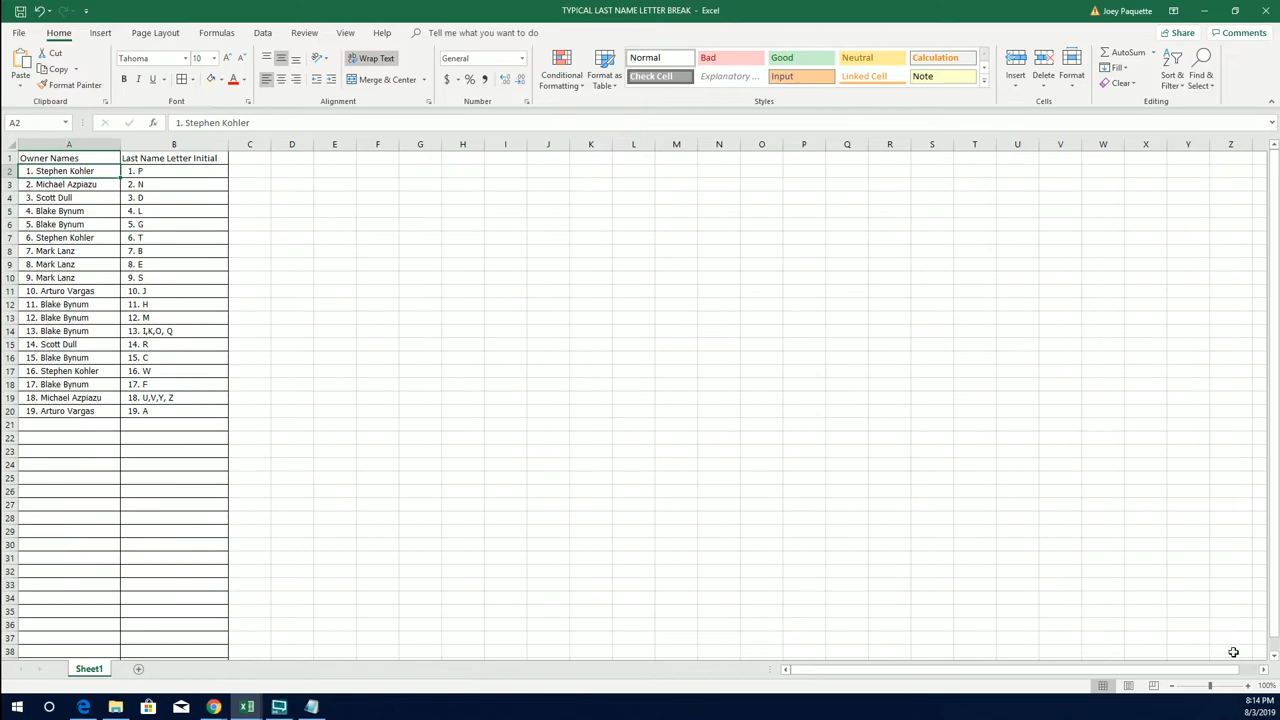 TYPICAL LAST NAME LETTER BREAK - Excel
Joey Paquette
File Home Insert Page Layout Formulas Data Review View Help Tell me what you want to do
Share Comments
Paste
Cut
Copy
Format Painter
Clipboard
Tahoma 10
B I U A
Font
Wrap Text
Merge & Center
Alignment
General
$ % ,
Number
Conditional Formatting
Format as Table
Normal Bad Good Neutral Calculation
Check Cell Explanatory ... Input Linked Cell Note
Styles
Insert Delete Format
Cells
AutoSum
Fill
Clear
Sort & Filter
Find & Select
Editing
A2
fx 1. Stephen Kohler
A B C D E F G H I J K L M N O P Q R S T U V W X Y Z
1 Owner Names Last Name Letter Initial
2 1. Stephen Kohler 1. P
3 2. Michael Azpiazu 2. N
4 3. Scott Dull 3. D
5 4. Blake Bynum 4. L
6 5. Blake Bynum 5. G
7 6. Stephen Kohler 6. T
8 7. Mark Lanz 7. B
9 8. Mark Lanz 8. E
10 9. Mark Lanz 9. S
11 10. Arturo Vargas 10. J
12 11. Blake Bynum 11. H
13 12. Blake Bynum 12. M
14 13. Blake Bynum 13. I,K,O, Q
15 14. Scott Dull 14. R
16 15. Blake Bynum 15. C
17 16. Stephen Kohler 16. W
18 17. Blake Bynum 17. F
19 18. Michael Azpiazu 18. U,V,Y, Z
20 19. Arturo Vargas 19. A
21
22
23
24
25
26
27
28
29
30
31
32
33
34
35
36
37
38
Sheet1
100%
8:14 PM
8/3/2019